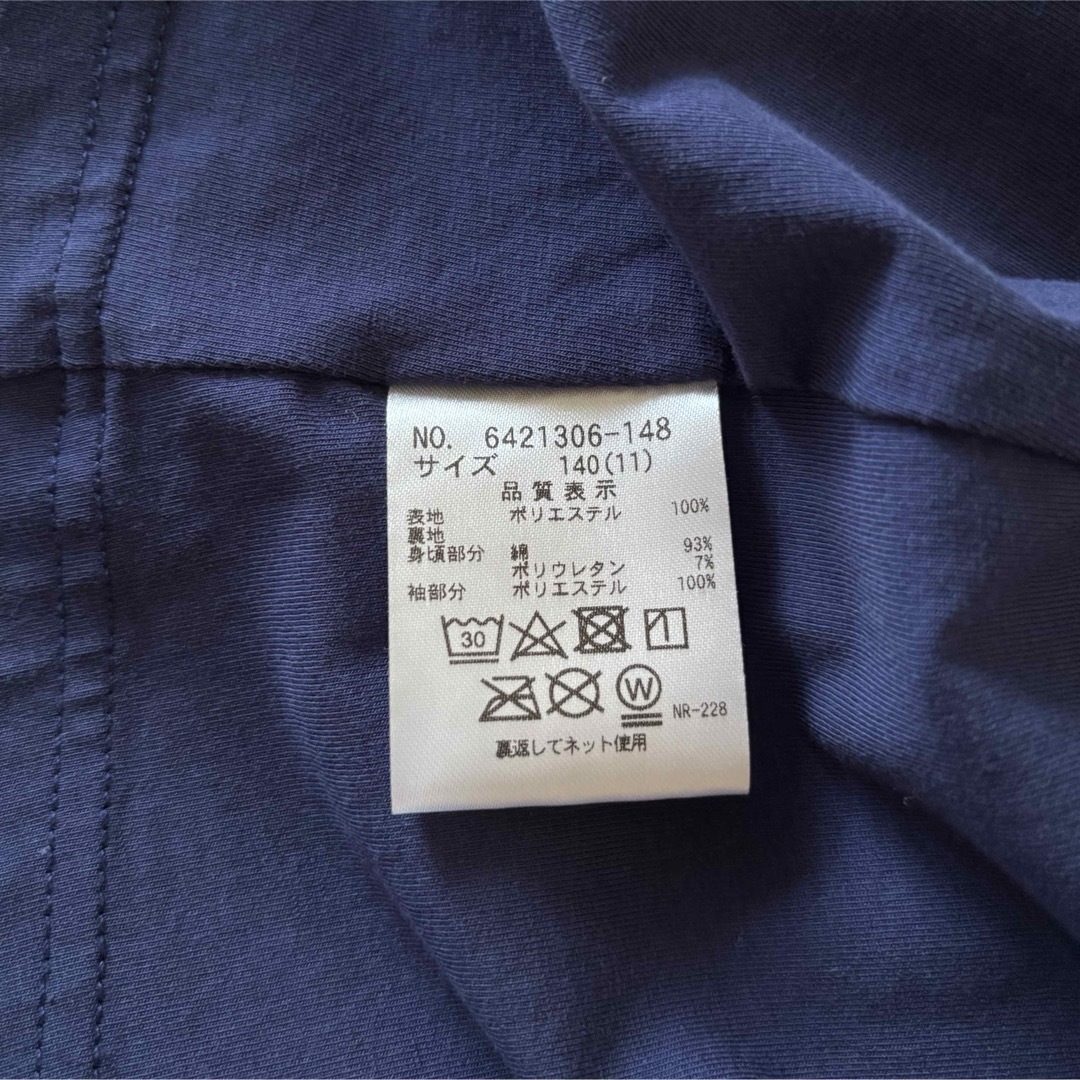 NO. 6421306-148
サイズ 140(11)
品質表示
表地 ポリエステル 100%
裏地
身頃部分 綿 93%
ポリウレタン 7%
袖部分 ポリエステル 100%
30
W
NR-228
裏返してネット使用